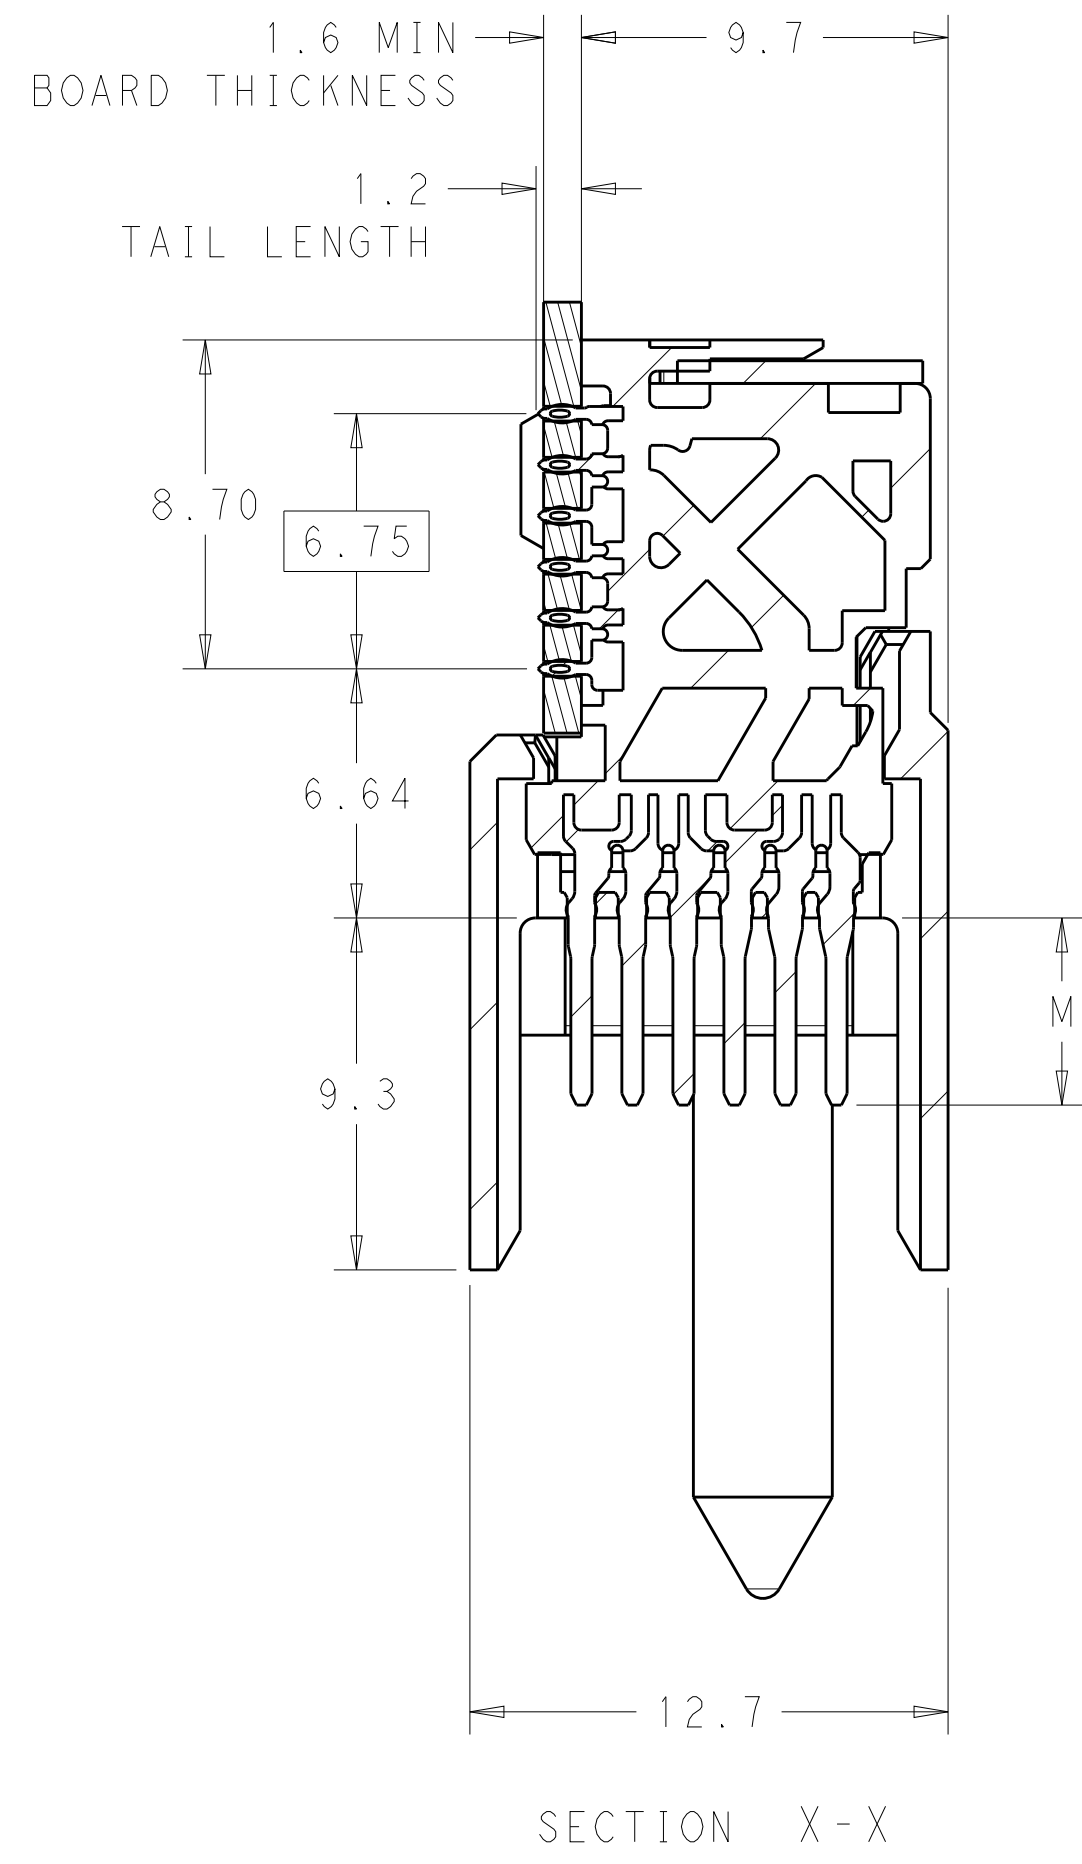 1.6 MIN
9.7
BOARD THICKNESS
1.2
TAIL LENGTH
8.70
6.75
6.64
M
9.3
12.7
SECTION X-X